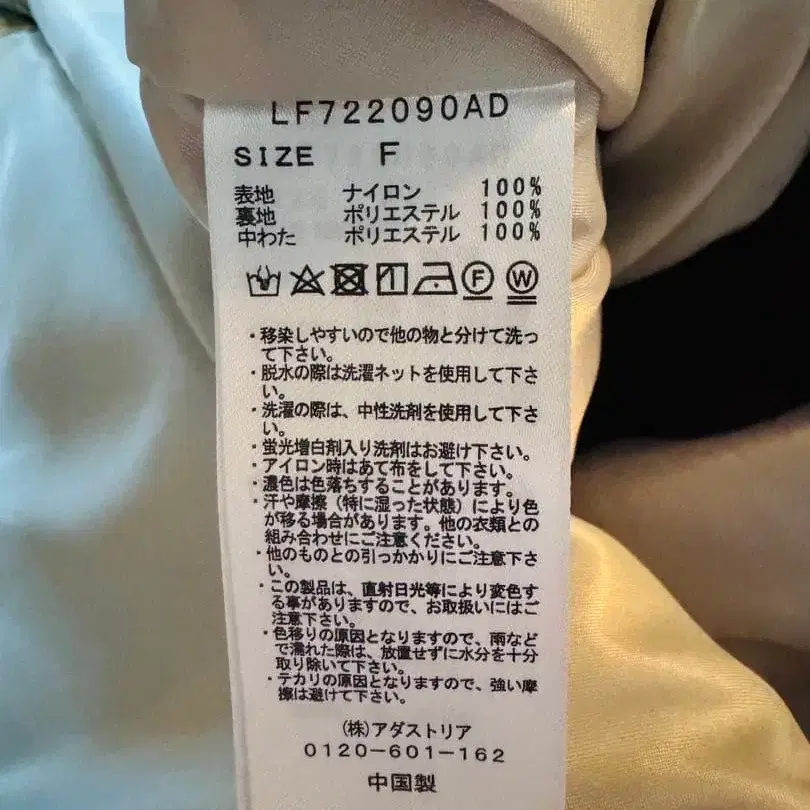 LF722090AD
SIZE F
表地 ナイロン 100%
裏地 ポリエステル 100%
中わた ポリエステル 100%
F W
・移染しやすいので他の物と分けて洗っ
て下さい。
・脱水の際は洗濯ネットを使用して下さ
い。
・洗濯の際は、中性洗剤を使用して下さ
い。
・蛍光増白剤入り洗剤はお避け下さい。
・アイロン時はあて布をして下さい。
・濃色は色落ちすることがあります。
・汗や摩擦（特に湿った状態）により色
が移る場合があります。他の衣類との
組み合わせにご注意ください。
・他のものとの引っかかりにご注意下さ
い。
・この製品は、直射日光等により変色す
る事がありますので、お取扱いにはご
注意下さい。
・色移りの原因となりますので、雨など
で濡れた際は、放置せずに水分を十分
取り除いて下さい。
・テカリの原因となりますので、強い摩
擦は避けて下さい。
(株)アダストリア
0120-601-162
中国製